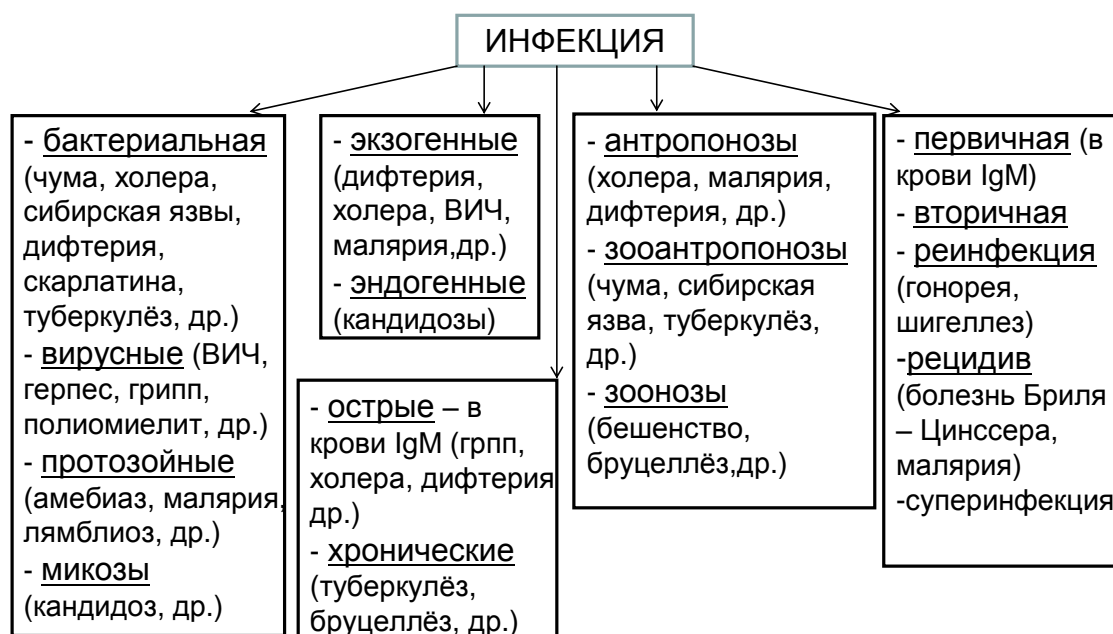 ИНФЕКЦИЯ
- бактериальная
(чума, холера,
сибирская язвы,
дифтерия,
скарлатина,
туберкулёз, др.)
- вирусные (ВИЧ,
герпес, грипп,
полиомиелит, др.)
- протозойные
(амебиаз, малярия,
лямблиоз, др.)
- микозы
(кандидоз, др.)
- экзогенные
(дифтерия,
холера, ВИЧ,
малярия,др.)
- эндогенные
(кандидозы)
- острые – в
крови IgM (грпп,
холера, дифтерия
др.)
- хронические
(туберкулёз,
бруцеллёз, др.)
- антропонозы
(холера, малярия,
дифтерия, др.)
- зооантропонозы
(чума, сибирская
язва, туберкулёз,
др.)
- зоонозы
(бешенство,
бруцеллёз,др.)
- первичная (в
крови IgM)
- вторичная
- реинфекция
(гонорея,
шигеллез)
-рецидив
(болезнь Бриля
– Цинссера,
малярия)
-суперинфекция